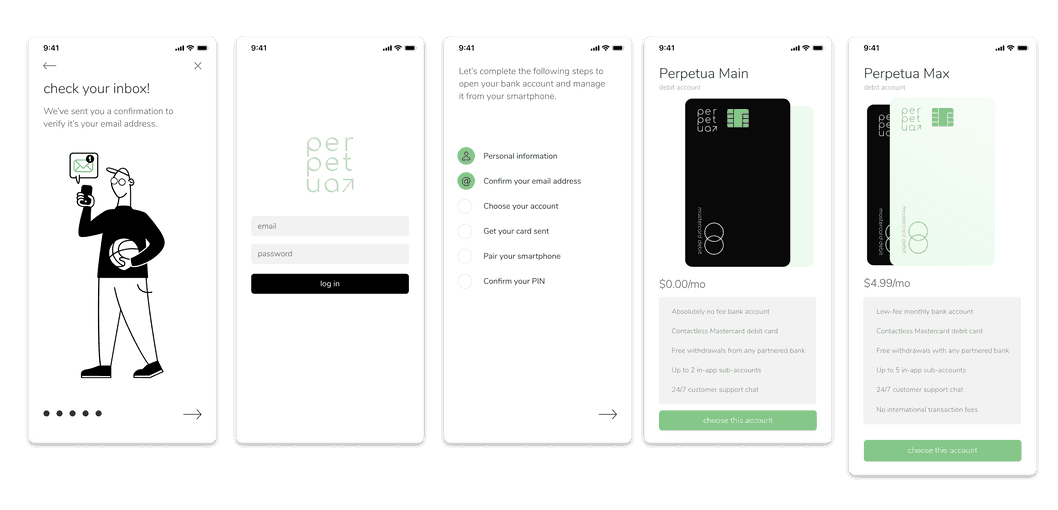 9:41
check your inbox!
We've sent you a confirmation to
verify it's your email address.
9:41
per
pet
ua
email
password
log in
9:41
Let's complete the following steps to
open your bank account and manage
it from your smartphone.
Personal information
@ Confirm your email address
Choose your account
Get your card sent
Pair your smartphone
Confirm your PIN
9:41
Perpetua Main
debit account
per
pet
ua
mastercard debit
$0.00/mo
Absolutely no fee bank account
Contactless Mastercard debit card
Free withdrawals from any partnered bank
Up to 2 in-app sub-accounts
24/7 customer support chat
choose this account
9:41
Perpetua Max
debit account
per
pet
ua
mastercard debit
$4.99/mo
Low-fee monthly bank account
Contactless Mastercard debit card
Free withdrawals with any partnered bank
Up to 5 in-app sub-accounts
24/7 customer support chat
No international transaction fees
choose this account